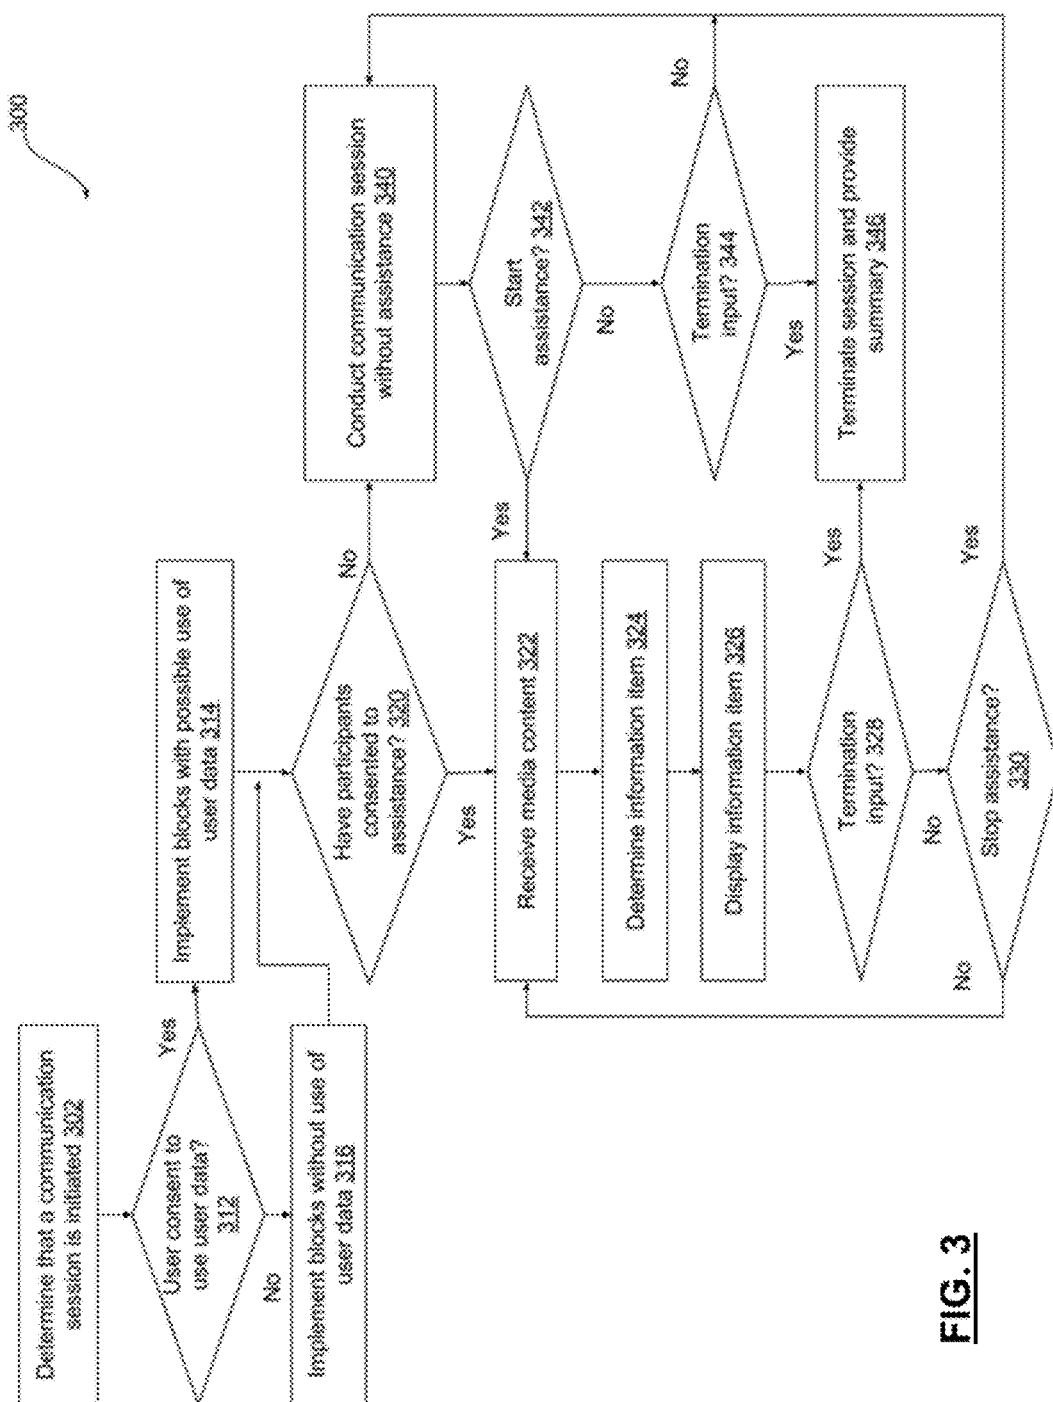 300
Determine that a communication
session is initiated 302
User consent to
use user data?
312
Yes
No
Implement blocks with possible use of
user data 314
Implement blocks without use of
user data 316
Have participants
consented to
assistance? 320
No
Yes
Receive media content 322
Determine information item 324
Display information item 326
Termination
input? 328
Yes
No
Stop assistance?
330
Yes
No
Conduct communication session
without assistance 340
Start
assistance? 342
Yes
No
Termination
input? 344
No
Yes
Terminate session and provide
summary 346
FIG. 3